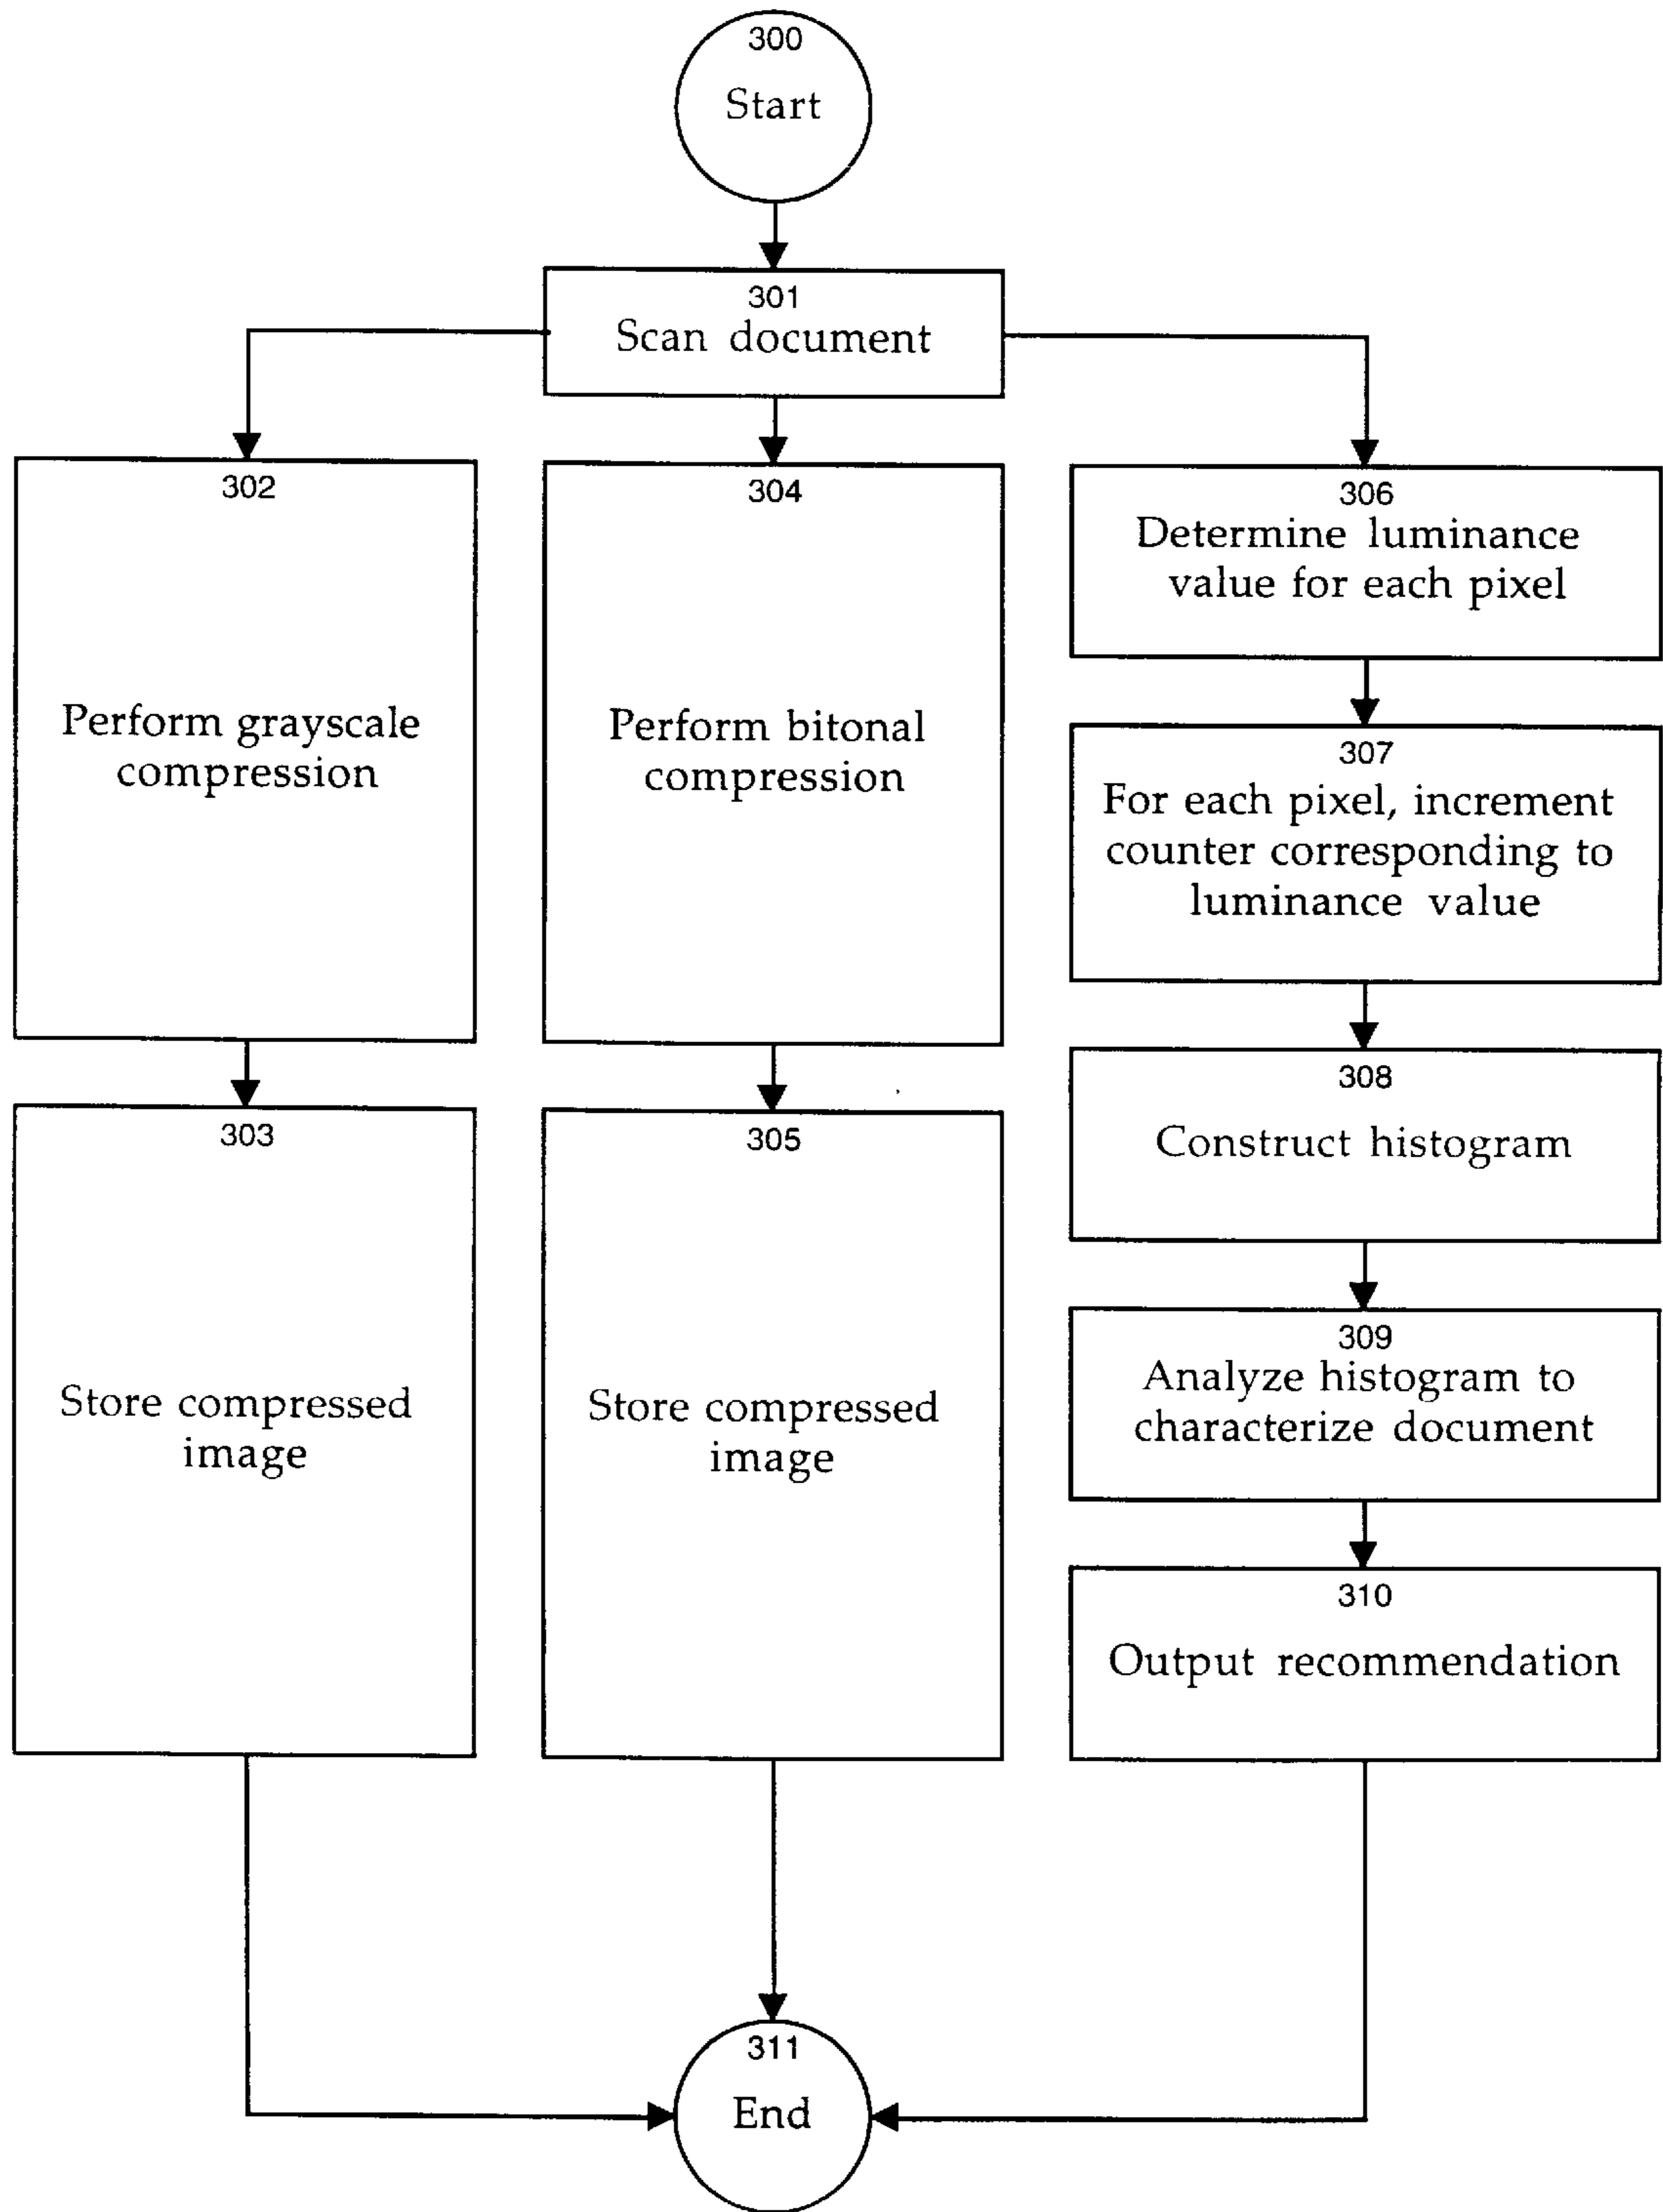 300
Start
301
Scan document
302
Perform grayscale
compression
303
Store compressed
image
304
Perform bitonal
compression
305
Store compressed
image
306
Determine luminance
value for each pixel
307
For each pixel, increment
counter corresponding to
luminance value
308
Construct histogram
309
Analyze histogram to
characterize document
310
Output recommendation
311
End